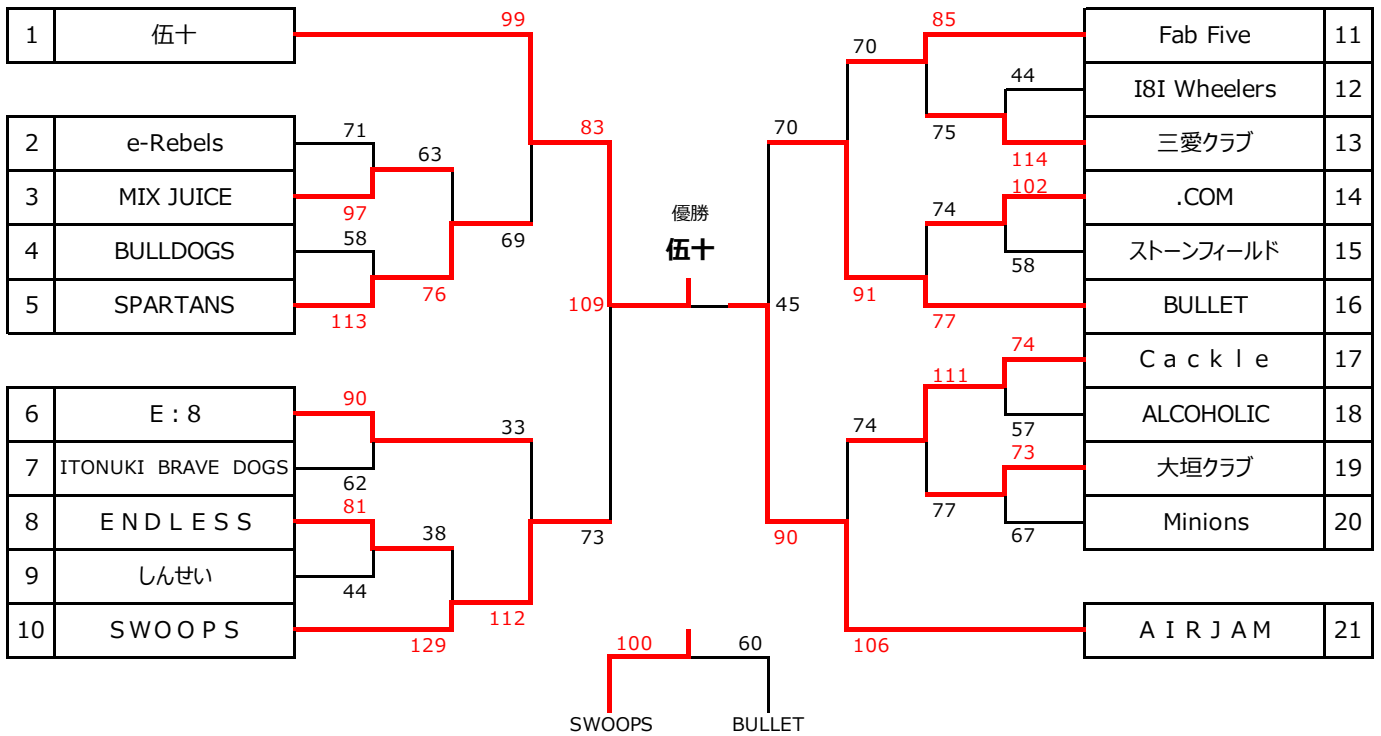 1 伍十
2 e-Rebels
3 MIX JUICE
4 BULLDOGS
5 SPARTANS
6 E：8
7 ITONUKI BRAVE DOGS
8 ＥＮＤＬＥＳＳ
9 しんせい
10 ＳＷＯＯＰＳ
99
71
63
97
58
76
113
69
83
109
90
62
33
81
38
44
112
129
73
優勝
伍十
45
70
90
70
91
85
44
75
114
102
74
58
77
74
111
57
74
73
77
67
106
Fab Five 11
I8I Wheelers 12
三愛クラブ 13
.COM 14
ストーンフィールド 15
BULLET 16
Ｃａｃｋｌｅ 17
ALCOHOLIC 18
大垣クラブ 19
Minions 20
ＡＩＲＪＡＭ 21
100 60
SWOOPS BULLET